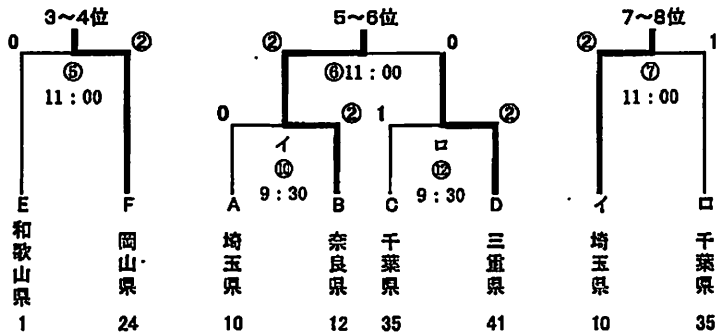 3～4位 5～6位 7～8位
0 ② ② 0 ② 1
⑤ ⑥11：00 ⑦
11：00 11：00
0 ② 1 ②
イ ロ
⑩ ⑫
9：30 9：30
E F A B C D イ ロ
和歌山県 岡山県 埼玉県 奈良県 千葉県 三重県 埼玉県 千葉県
1 24 10 12 35 41 10 35